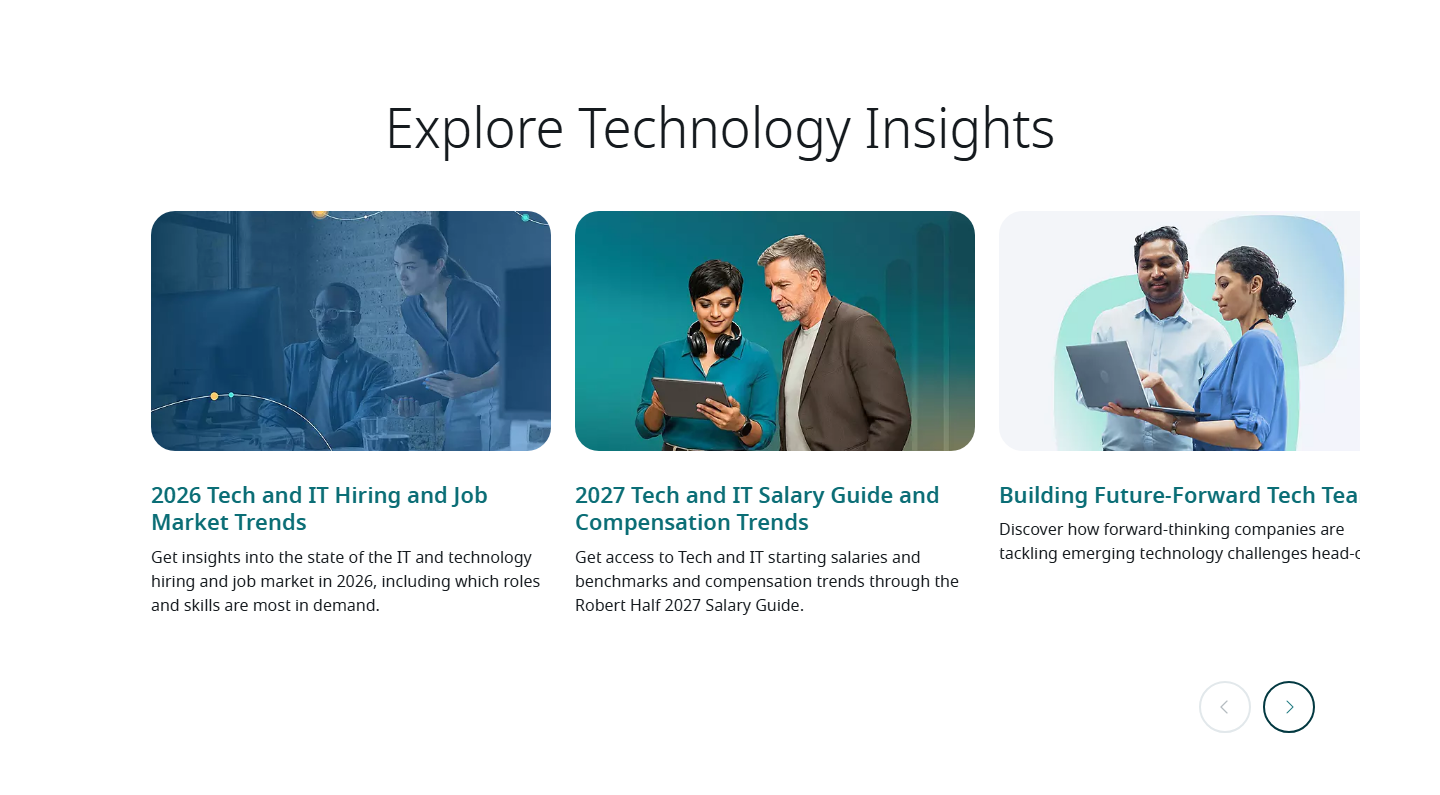 Explore Technology Insights
2026 Tech and IT Hiring and Job
Market Trends
Get insights into the state of the IT and technology
hiring and job market in 2026, including which roles
and skills are most in demand.
2027 Tech and IT Salary Guide and
Compensation Trends
Get access to Tech and IT starting salaries and
benchmarks and compensation trends through the
Robert Half 2027 Salary Guide.
Building Future-Forward Tech Tea
Discover how forward-thinking companies are
tackling emerging technology challenges